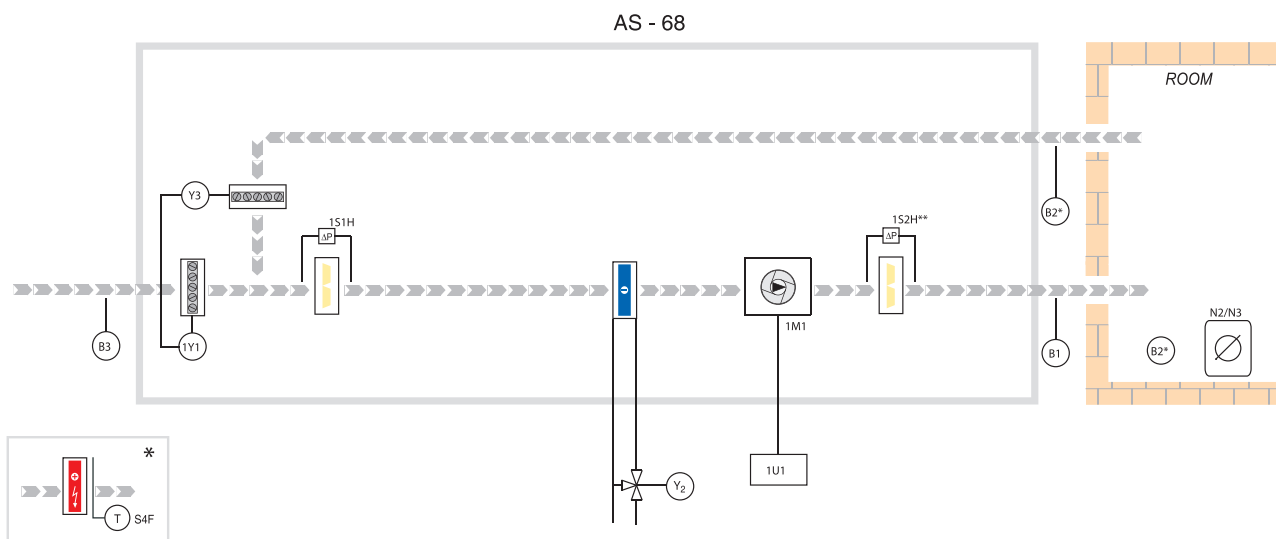 AS - 68
ROOM
Y3
1S1H
ΔP
1S2H**
ΔP
B2*
B3
1Y1
1M1
B1
N2/N3
B2*
*
1U1
Y2
T
S4F